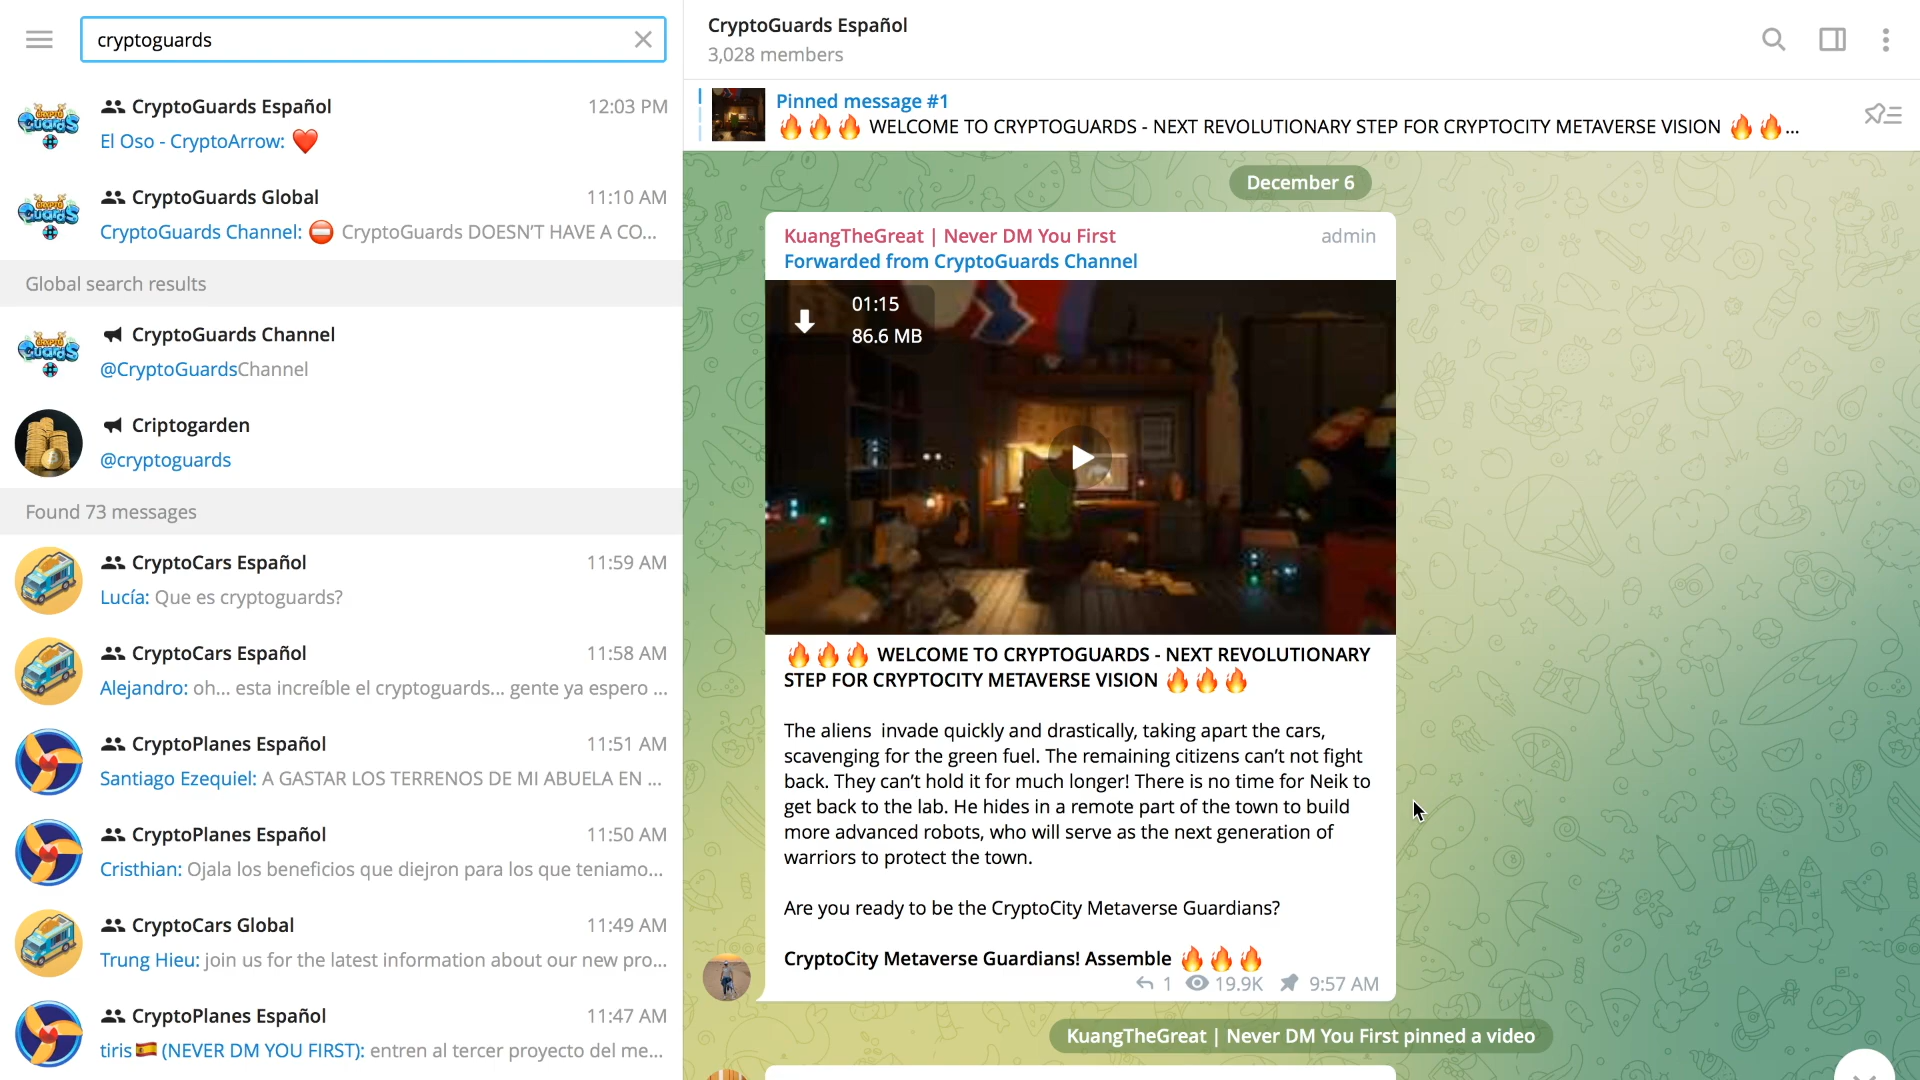 cryptoguards
CryptoGuards Español
12:03 PM
El Oso - CryptoArrow: ❤️
CryptoGuards Global
11:10 AM
CryptoGuards Channel: ⛔ CryptoGuards DOESN'T HAVE A CO...
Global search results
CryptoGuards Channel
@CryptoGuardsChannel
Criptogarden
@cryptoguards
Found 73 messages
CryptoCars Español
11:59 AM
Lucía: Que es cryptoguards?
CryptoCars Español
11:58 AM
Alejandro: oh... esta increíble el cryptoguards... gente ya espero ...
CryptoPlanes Español
11:51 AM
Santiago Ezequiel: A GASTAR LOS TERRENOS DE MI ABUELA EN ...
CryptoPlanes Español
11:50 AM
Cristhian: Ojala los beneficios que diejron para los que teniamo...
CryptoCars Global
11:49 AM
Trung Hieu: join us for the latest information about our new pro...
CryptoPlanes Español
11:47 AM
tiris🇪🇸 (NEVER DM YOU FIRST): entren al tercer proyecto del me...
CryptoGuards Español
3,028 members
Pinned message #1
🔥🔥🔥 WELCOME TO CRYPTOGUARDS - NEXT REVOLUTIONARY STEP FOR CRYPTOCITY METAVERSE VISION 🔥🔥...
December 6
KuangTheGreat | Never DM You First
admin
Forwarded from CryptoGuards Channel
01:15
86.6 MB
🔥🔥🔥 WELCOME TO CRYPTOGUARDS - NEXT REVOLUTIONARY
STEP FOR CRYPTOCITY METAVERSE VISION 🔥🔥🔥
The aliens invade quickly and drastically, taking apart the cars,
scavenging for the green fuel. The remaining citizens can't not fight
back. They can't hold it for much longer! There is no time for Neik to
get back to the lab. He hides in a remote part of the town to build
more advanced robots, who will serve as the next generation of
warriors to protect the town.
Are you ready to be the CryptoCity Metaverse Guardians?
CryptoCity Metaverse Guardians! Assemble 🔥🔥🔥
1 19.9K 9:57 AM
KuangTheGreat | Never DM You First pinned a video